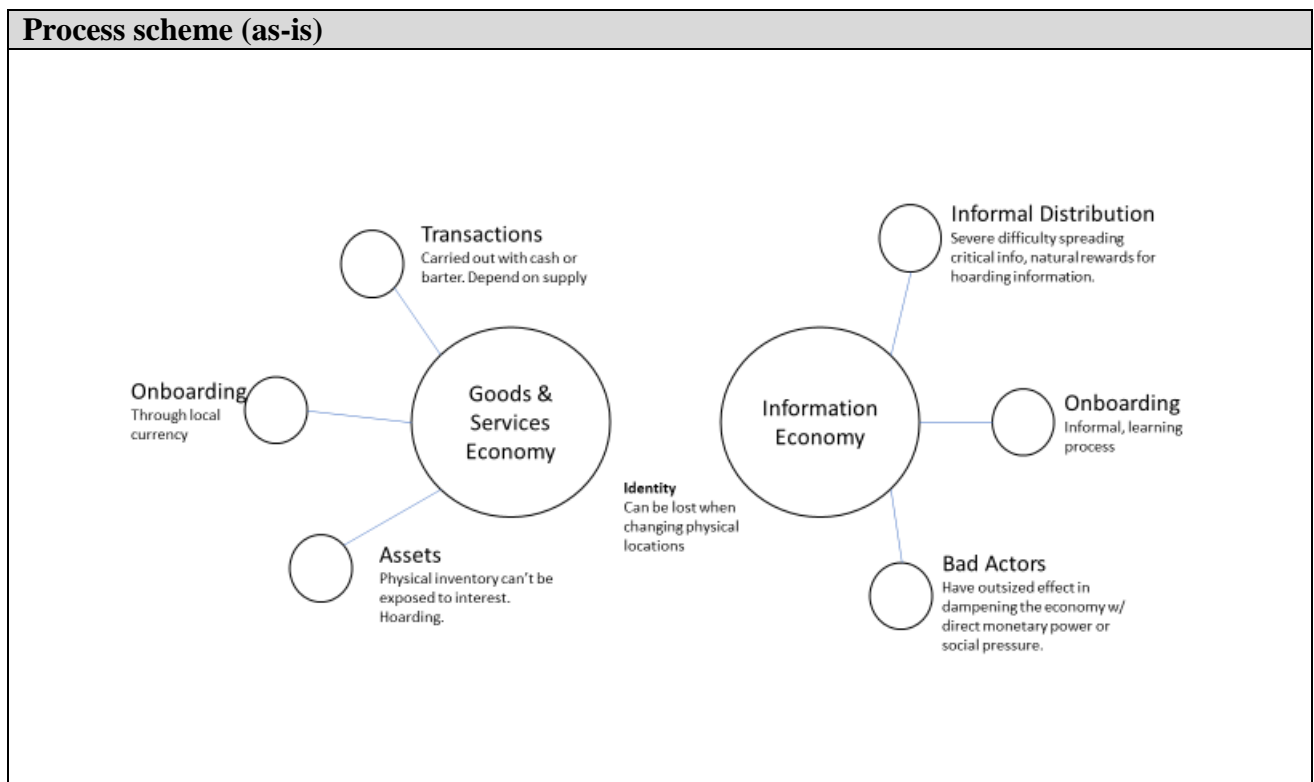 Process scheme (as-is)
Transactions
Carried out with cash or
barter. Depend on supply
Onboarding
Through local
currency
Goods &
Services
Economy
Assets
Physical inventory can't be
exposed to interest.
Hoarding.
Identity
Can be lost when
changing physical
locations
Informal Distribution
Severe difficulty spreading
critical info, natural rewards for
hoarding information.
Information
Economy
Onboarding
Informal, learning
process
Bad Actors
Have outsized effect in
dampening the economy w/
direct monetary power or
social pressure.